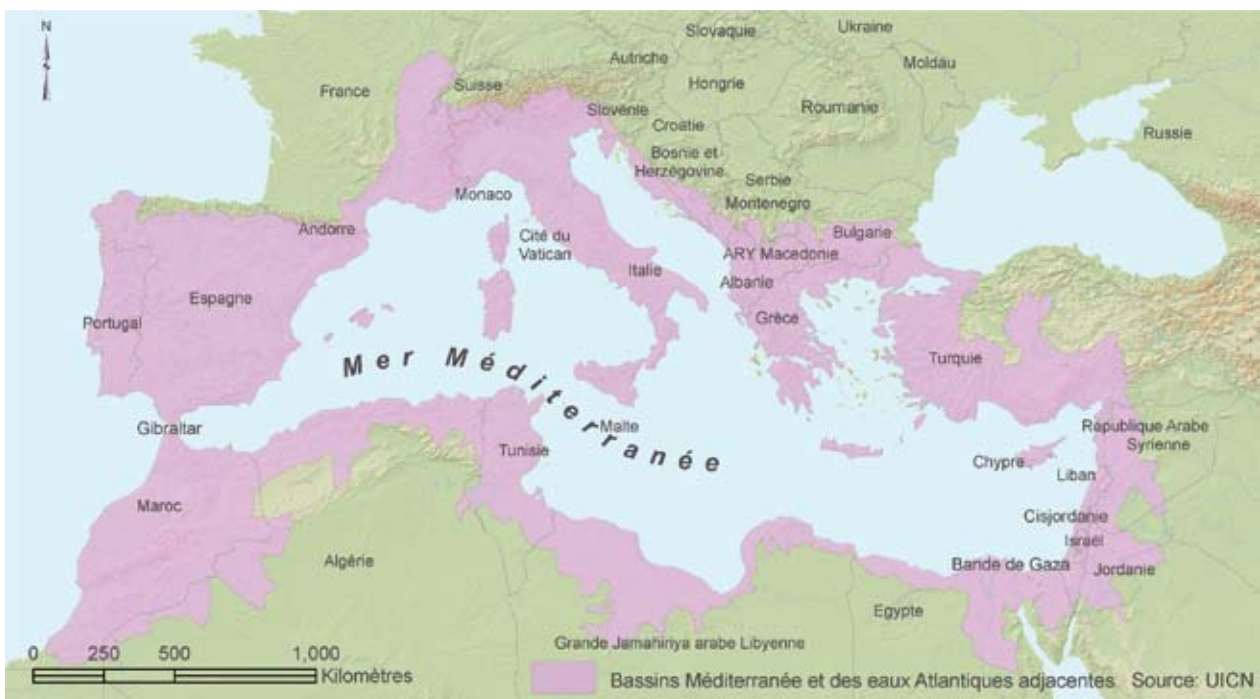 N
Slovaquie
Ukraine
Autriche
Moldau
Hongrie
Suisse
France
Roumanie
Slovénie
Croatie
Russie
Bosnie et
Herzégovine
Serbie
Montenegro
Monaco
Andorre
Bulgarie
Cité du
Vatican
ARY Macedonie
Italie
Albanie
Espagne
Portugal
Grèce
Turquie
Mer Méditerranée
Gibraltar
Malte
République Arabe
Syrienne
Tunisie
Chypre
Liban
Maroc
Cisjordanie
Israël
Algérie
Bande de Gaza
Jordanie
Egypte
Grande Jamahiriya arabe Libyenne
0 250 500 1,000
Kilomètres
Bassins Méditerranée et des eaux Atlantiques adjacentes Source: UICN